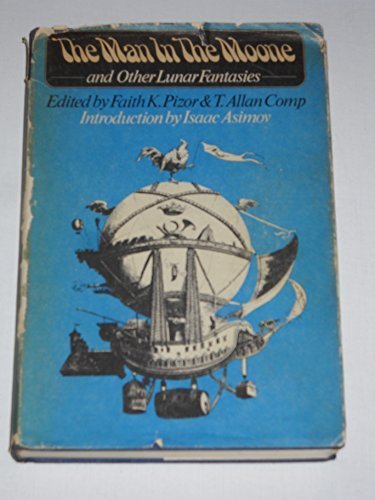 The Man In The Moone
and Other Lunar Fantasies
Edited by Faith K. Pizor & T. Allan Comp
Introduction by Isaac Asimov